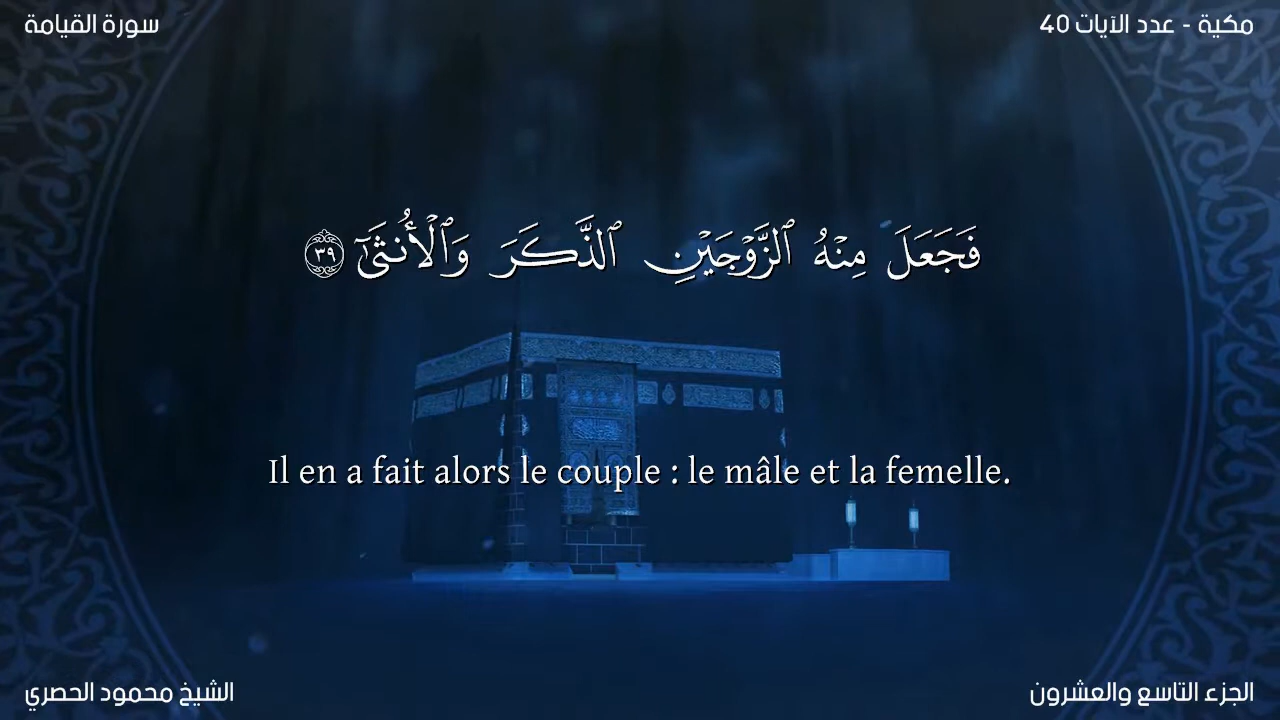 مكية - عدد الآيات 40
سورة القيامة
فَجَعَلَ مِنْهُ ٱلزَّوْجَيْنِ ٱلذَّكَرَ وَٱلْأُنثَىٰٓ ٣٩
Il en a fait alors le couple : le mâle et la femelle.
الجزء التاسع والعشرون
الشيخ محمود الحصري